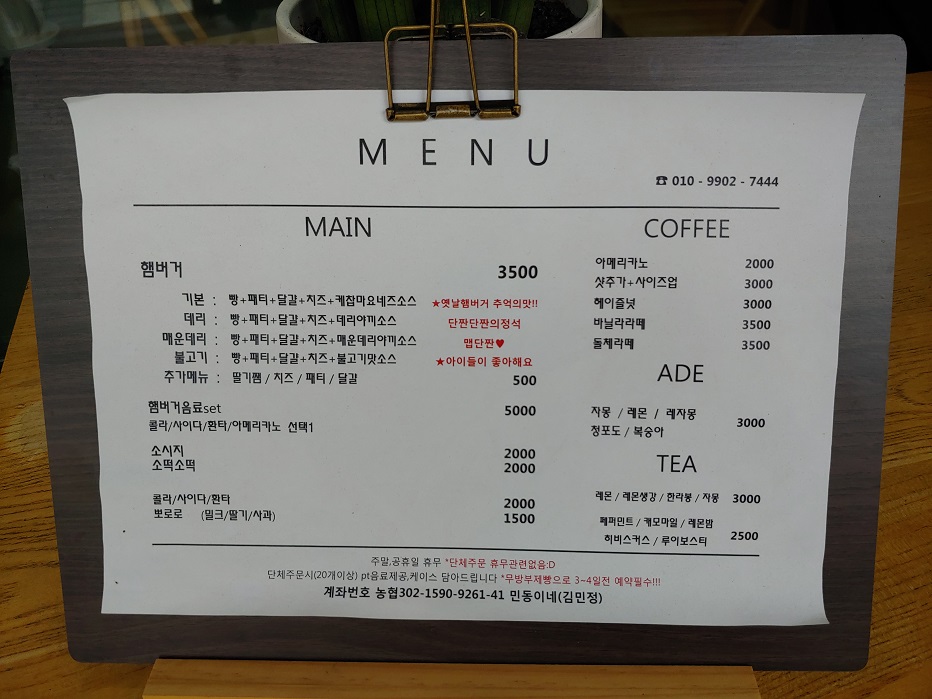 MENU
☎ 010 - 9902 - 7444
MAIN
햄버거 3500
기본 : 빵+패티+달걀+치즈+케찹마요네즈소스 ★옛날햄버거 추억의맛!!
데리 : 빵+패티+달걀+치즈+데리야끼소스 단짠단짠의정석
매운데리 : 빵+패티+달걀+치즈+매운데리야끼소스 맵단짠♥
불고기 : 빵+패티+달걀+치즈+불고기맛소스 ★아이들이 좋아해요
추가메뉴 : 딸기쨈 / 치즈 / 패티 / 달걀 500
햄버거음료set 5000
콜라/사이다/환타/아메리카노 선택1
소시지 2000
소떡소떡 2000
콜라/사이다/환타 2000
뽀로로 (밀크/딸기/사과) 1500
COFFEE
아메리카노 2000
샷추가+사이즈업 3000
헤이즐넛 3000
바닐라라떼 3500
돌체라떼 3500
ADE
자몽 / 레몬 / 레자몽
청포도 / 복숭아 3000
TEA
레몬 / 레몬생강 / 한라봉 / 자몽 3000
페퍼민트 / 캐모마일 / 레몬밤
히비스커스 / 루이보스티 2500
주말,공휴일 휴무 *단체주문 휴무관련없음:D
단체주문시(20개이상) pt음료제공,케이스 담아드립니다 *무방부제빵으로 3~4일전 예약필수!!!
계좌번호 농협302-1590-9261-41 민동이네(김민정)